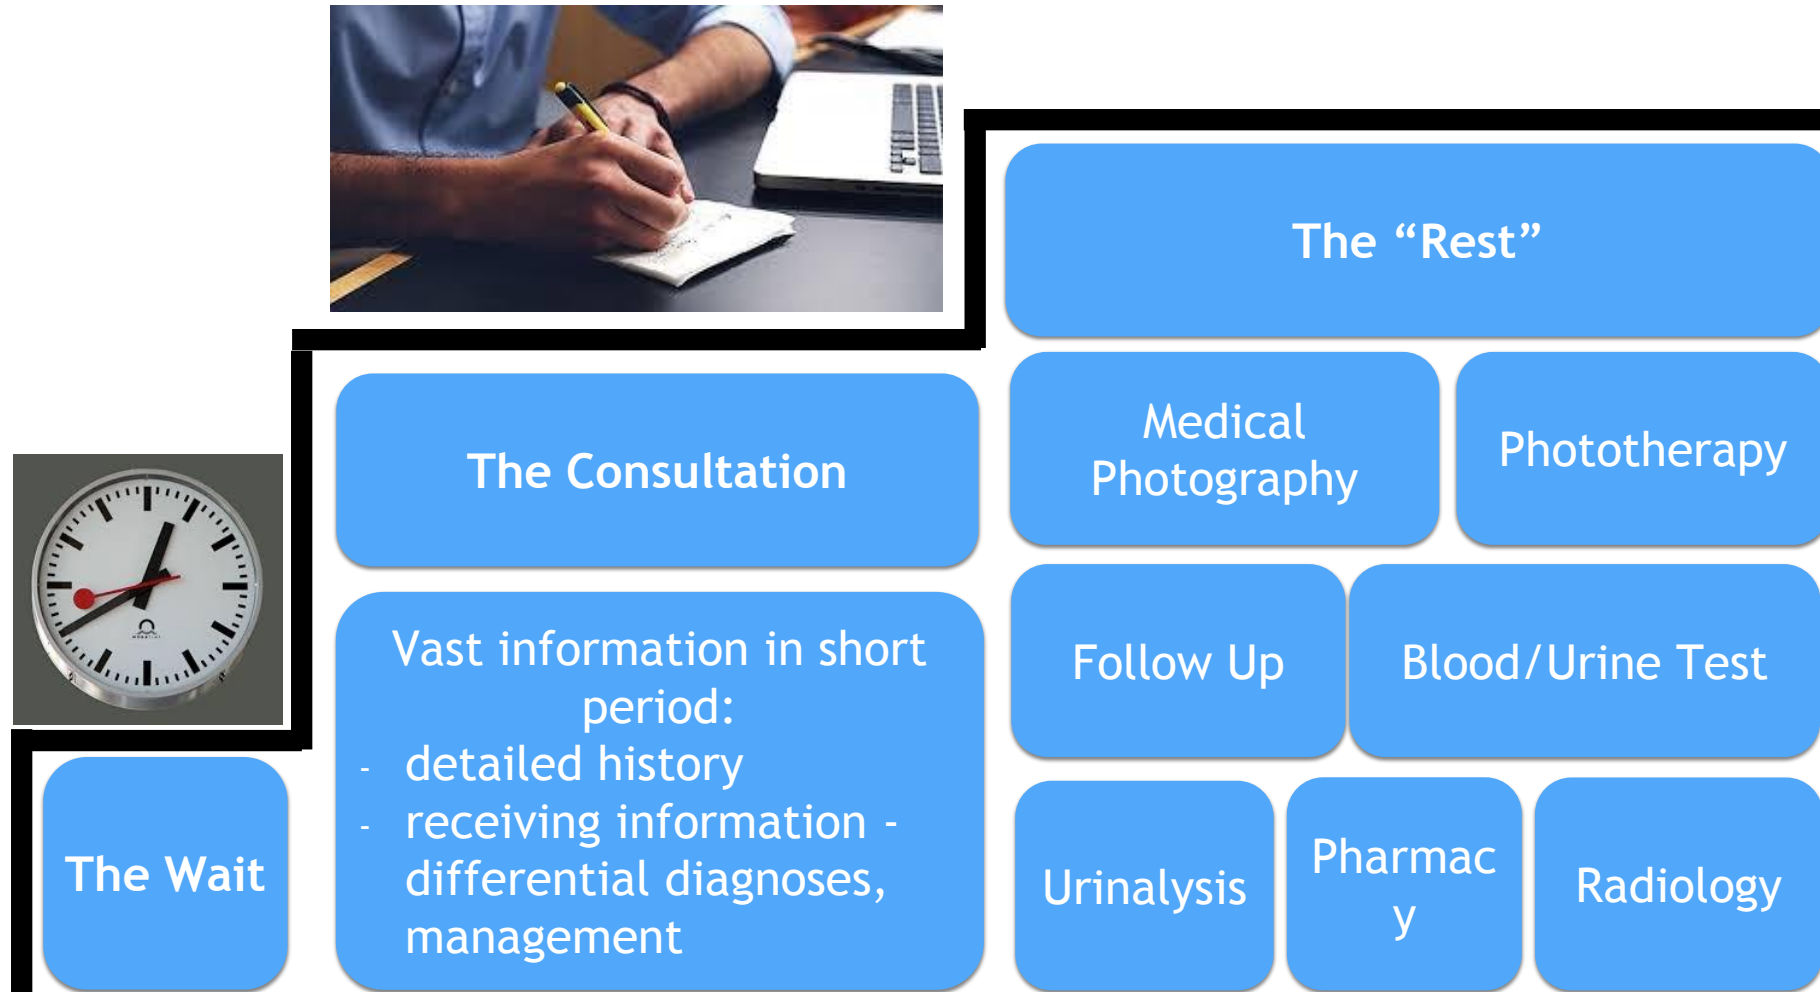 The “Rest”
Medical
Photography
Phototherapy
The Consultation
Follow Up
Blood/Urine Test
Vast information in short
period:
- detailed history
- receiving information -
differential diagnoses,
management
The Wait
Urinalysis
Pharmac
y
Radiology